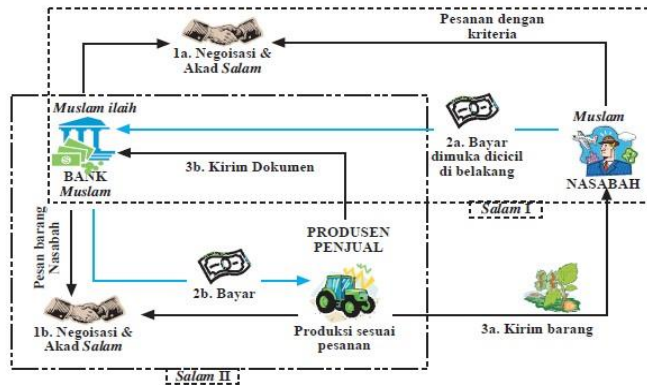 Pesanan dengan
kriteria
1a. Negoisasi &
Akad Salam
Muslam ilaih
BANK
Muslam
2a. Bayar
dimuka dicicil
di belakang
Muslam
NASABAH
3b. Kirim Dokumen
Salam I
Pesan barang
Nasabah
PRODUSEN
PENJUAL
2b. Bayar
1b. Negoisasi &
Akad Salam
Produksi sesuai
pesanan
3a. Kirim barang
Salam II